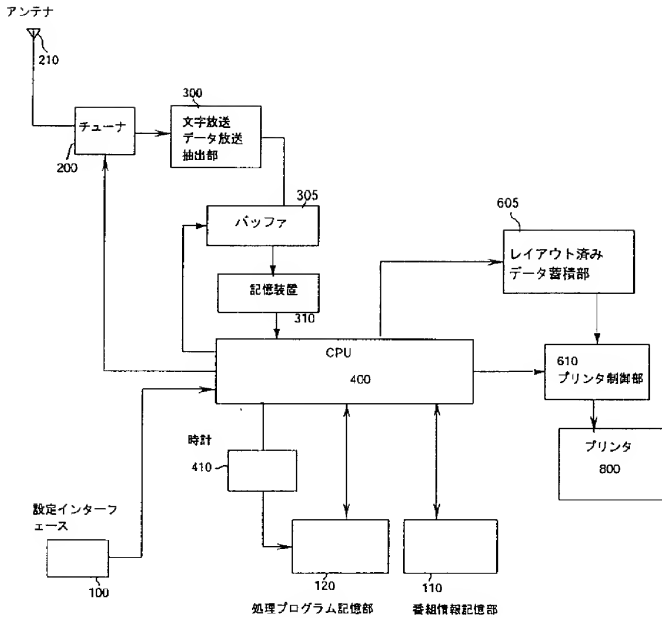 アンテナ
210
チューナ
200
300
文字放送
データ放送
抽出部
305
バッファ
記憶装置
310
605
レイアウト済み
データ蓄積部
CPU
400
610
プリンタ制御部
プリンタ
800
時計
410
設定インターフ
ェース
100
120
処理プログラム記憶部
110
番組情報記憶部